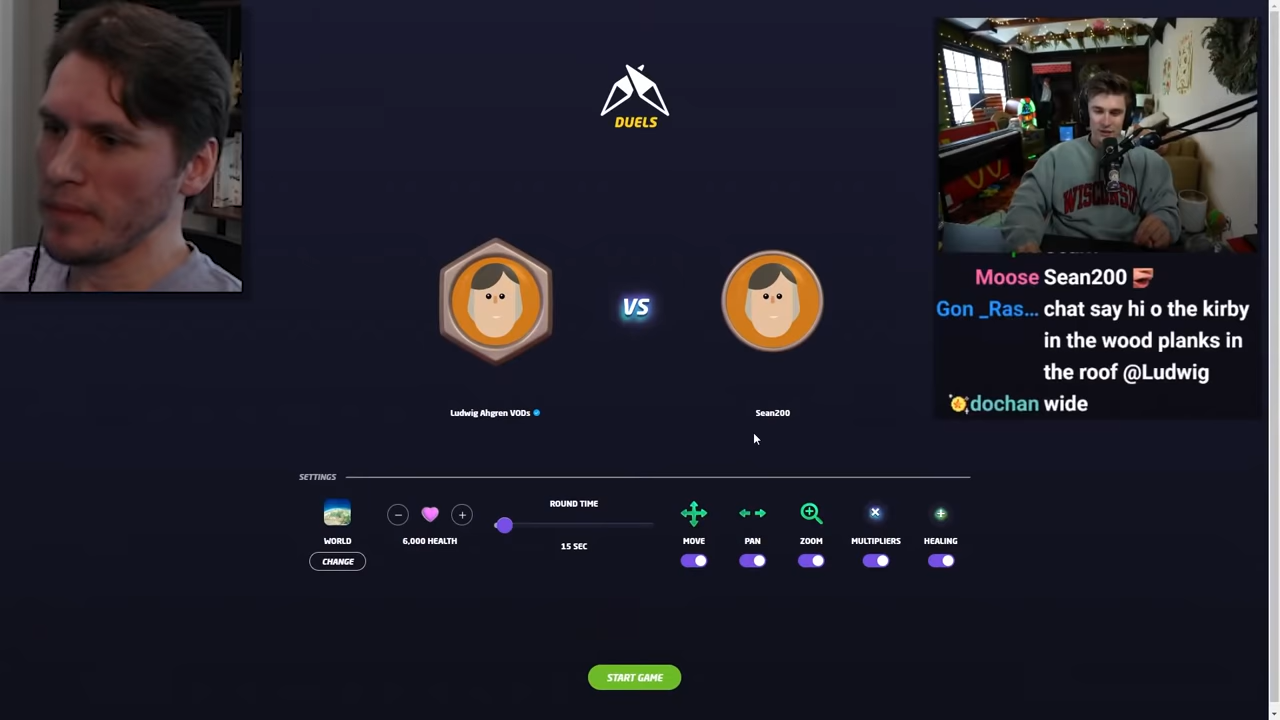 DUELS
VS
Ludwig Ahgren VODs
Sean200
SETTINGS
WORLD
CHANGE
6,000 HEALTH
ROUND TIME
15 SEC
MOVE
PAN
ZOOM
MULTIPLIERS
HEALING
START GAME
WISCONSIN
Moose Sean200
Gon _Ras... chat say hi o the kirby
in the wood planks in
the roof @Ludwig
dochan wide